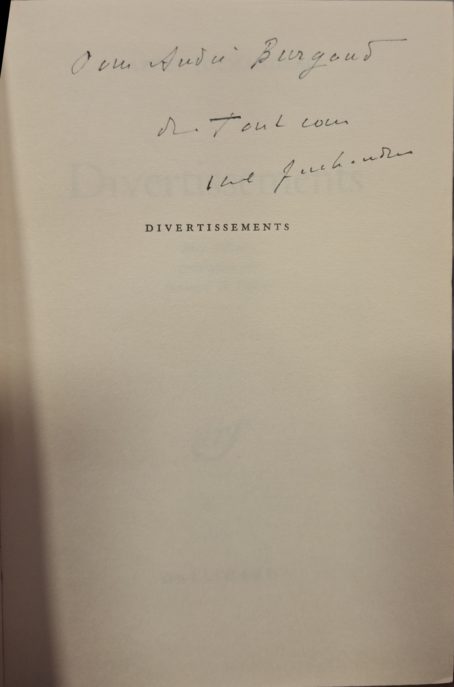 Pour André Burgaud
de Tout cœur
Marcel Jouhandeau
DIVERTISSEMENTS